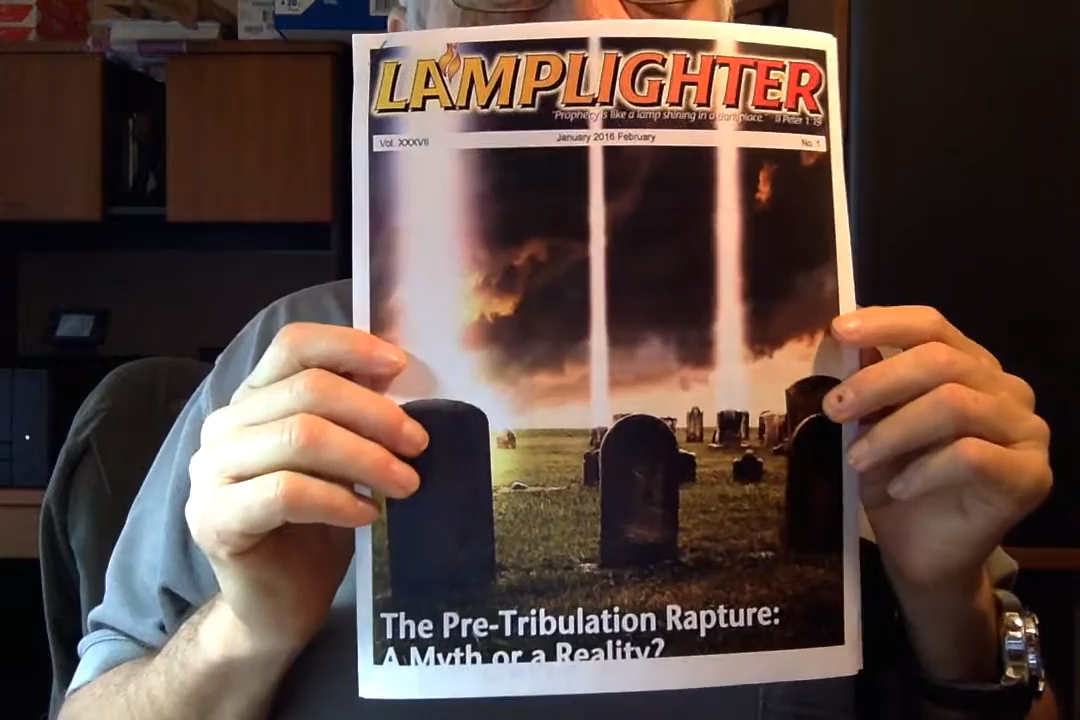 LAMPLIGHTER
"Prophecy is like a lamp shining in a dark place." II Peter 1:19
Vol. XXXVII
January 2016 February
No. 1
The Pre-Tribulation Rapture:
A Myth or a Reality?